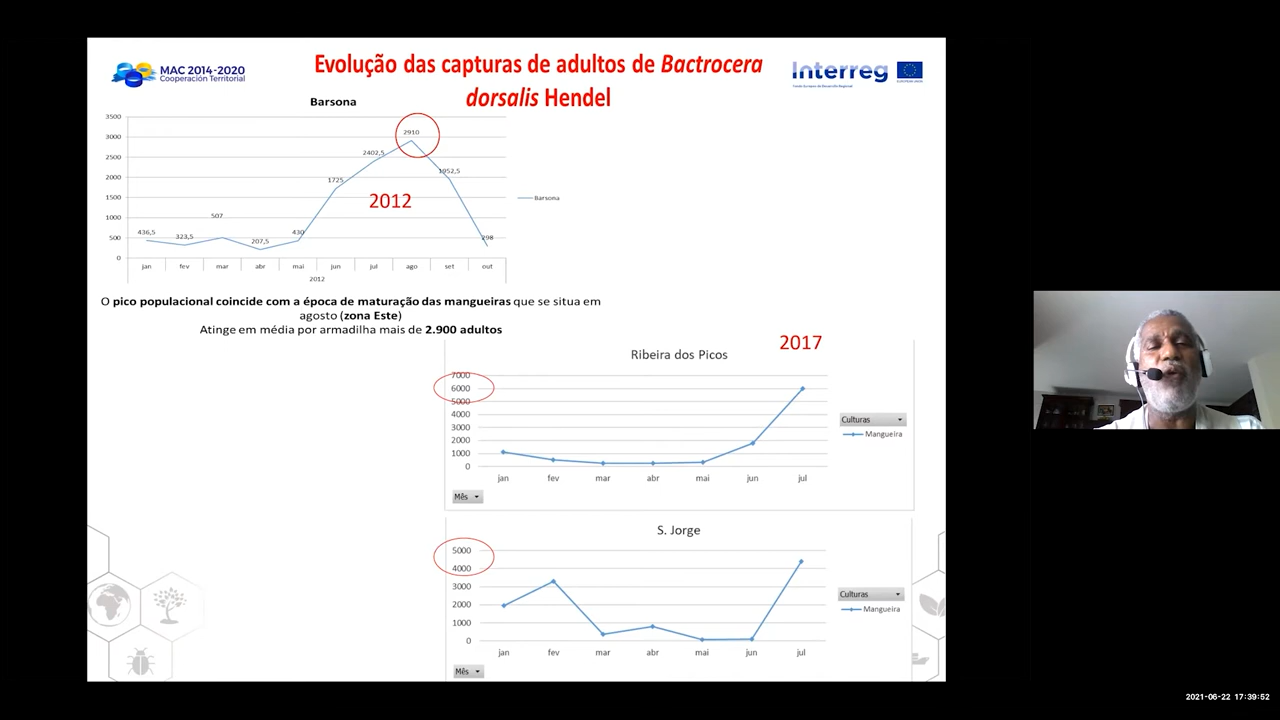 MAC 2014-2020
Cooperación Territorial
Evolução das capturas de adultos de Bactrocera
dorsalis Hendel
Interreg
Barsona
3500
3000
2500
2000
1500
1000
500
0
436,5
323,5
507
207,5
430
1725
2402,5
2910
1952,5
298
2012
Barsona
jan fev mar abr mai jun jul ago set out
2012
O pico populacional coincide com a época de maturação das mangueiras que se situa em
agosto (zona Este)
Atinge em média por armadilha mais de 2.900 adultos
2017
Ribeira dos Picos
7000
6000
5000
4000
3000
2000
1000
0
jan fev mar abr mai jun jul
Culturas
Mangueira
Mês
S. Jorge
5000
4000
3000
2000
1000
0
jan fev mar abr mai jun jul
Culturas
Mangueira
Mês
2021-06-22 17:39:52